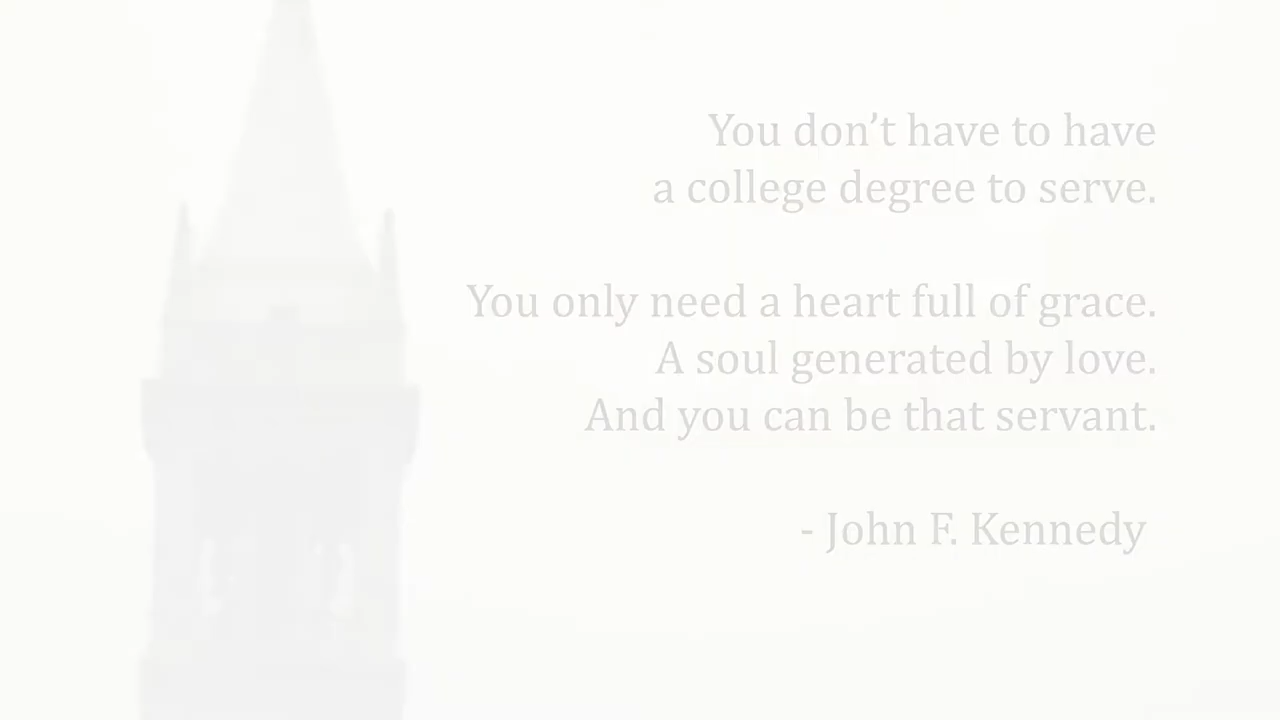 You don’t have to have
a college degree to serve.
You only need a heart full of grace.
A soul generated by love.
And you can be that servant.
- John F. Kennedy